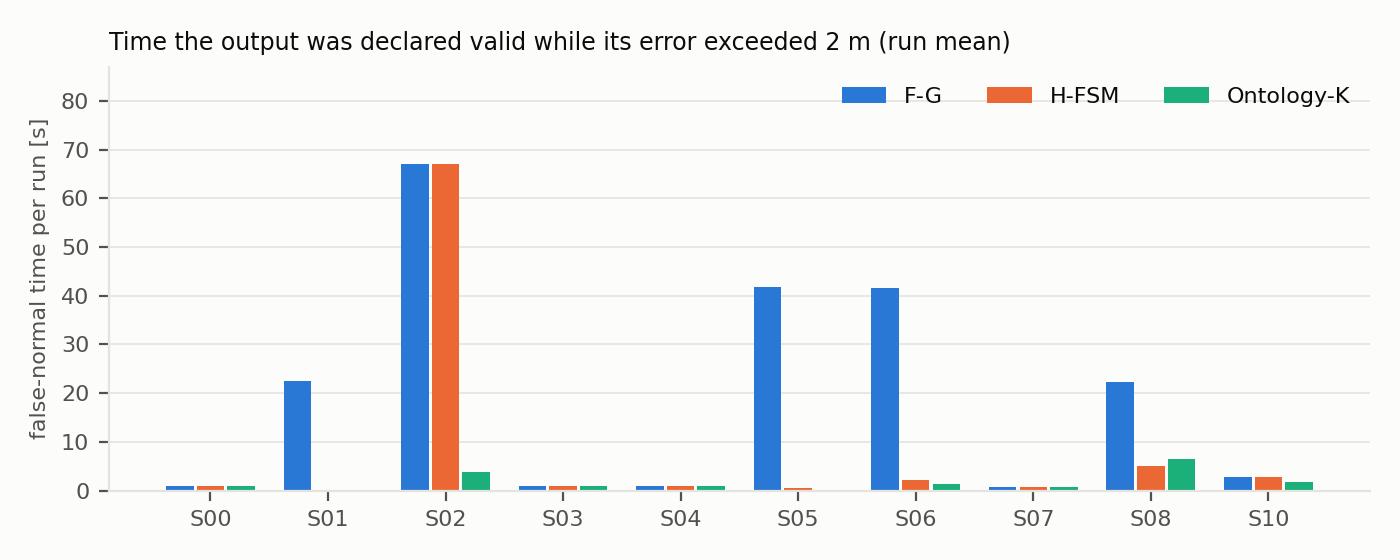 Time the output was declared valid while its error exceeded 2 m (run mean)
F-G H-FSM Ontology-K
false-normal time per run [s]
80
70
60
50
40
30
20
10
0
S00 S01 S02 S03 S04 S05 S06 S07 S08 S10